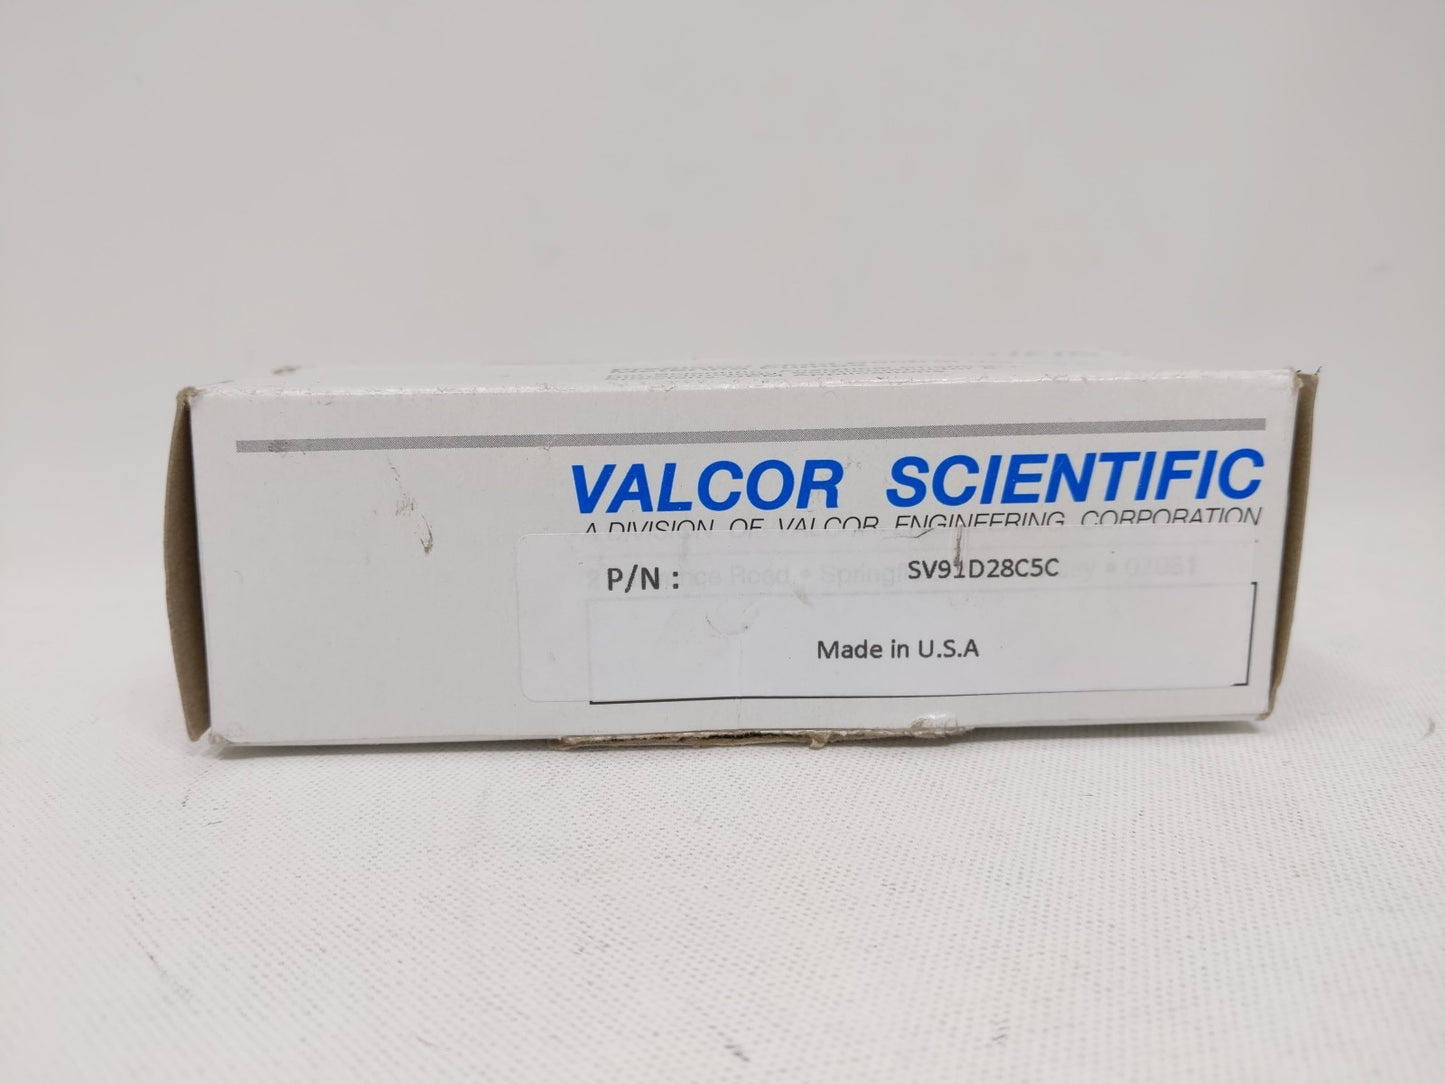 VALCOR SCIENTIFIC
A DIVISION OF VALCOR ENGINEERING CORPORATION
P/N : SV91D28C5C
Made in U.S.A